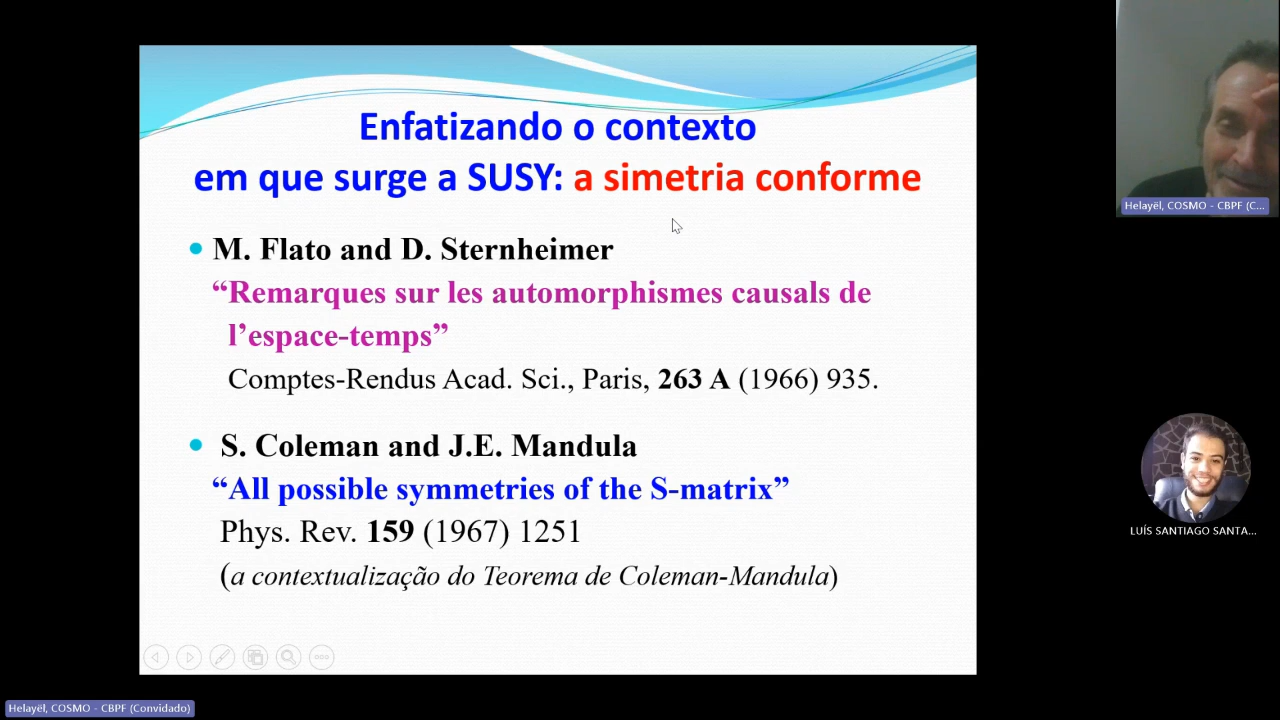 Enfatizando o contexto
em que surge a SUSY: a simetria conforme
M. Flato and D. Sternheimer
“Remarques sur les automorphismes causals de
l’espace-temps”
Comptes-Rendus Acad. Sci., Paris, 263 A (1966) 935.
S. Coleman and J.E. Mandula
“All possible symmetries of the S-matrix”
Phys. Rev. 159 (1967) 1251
(a contextualização do Teorema de Coleman-Mandula)
Helayël, COSMO - CBPF (C...
LUÍS SANTIAGO SANTA...
Helayël, COSMO - CBPF (Convidado)